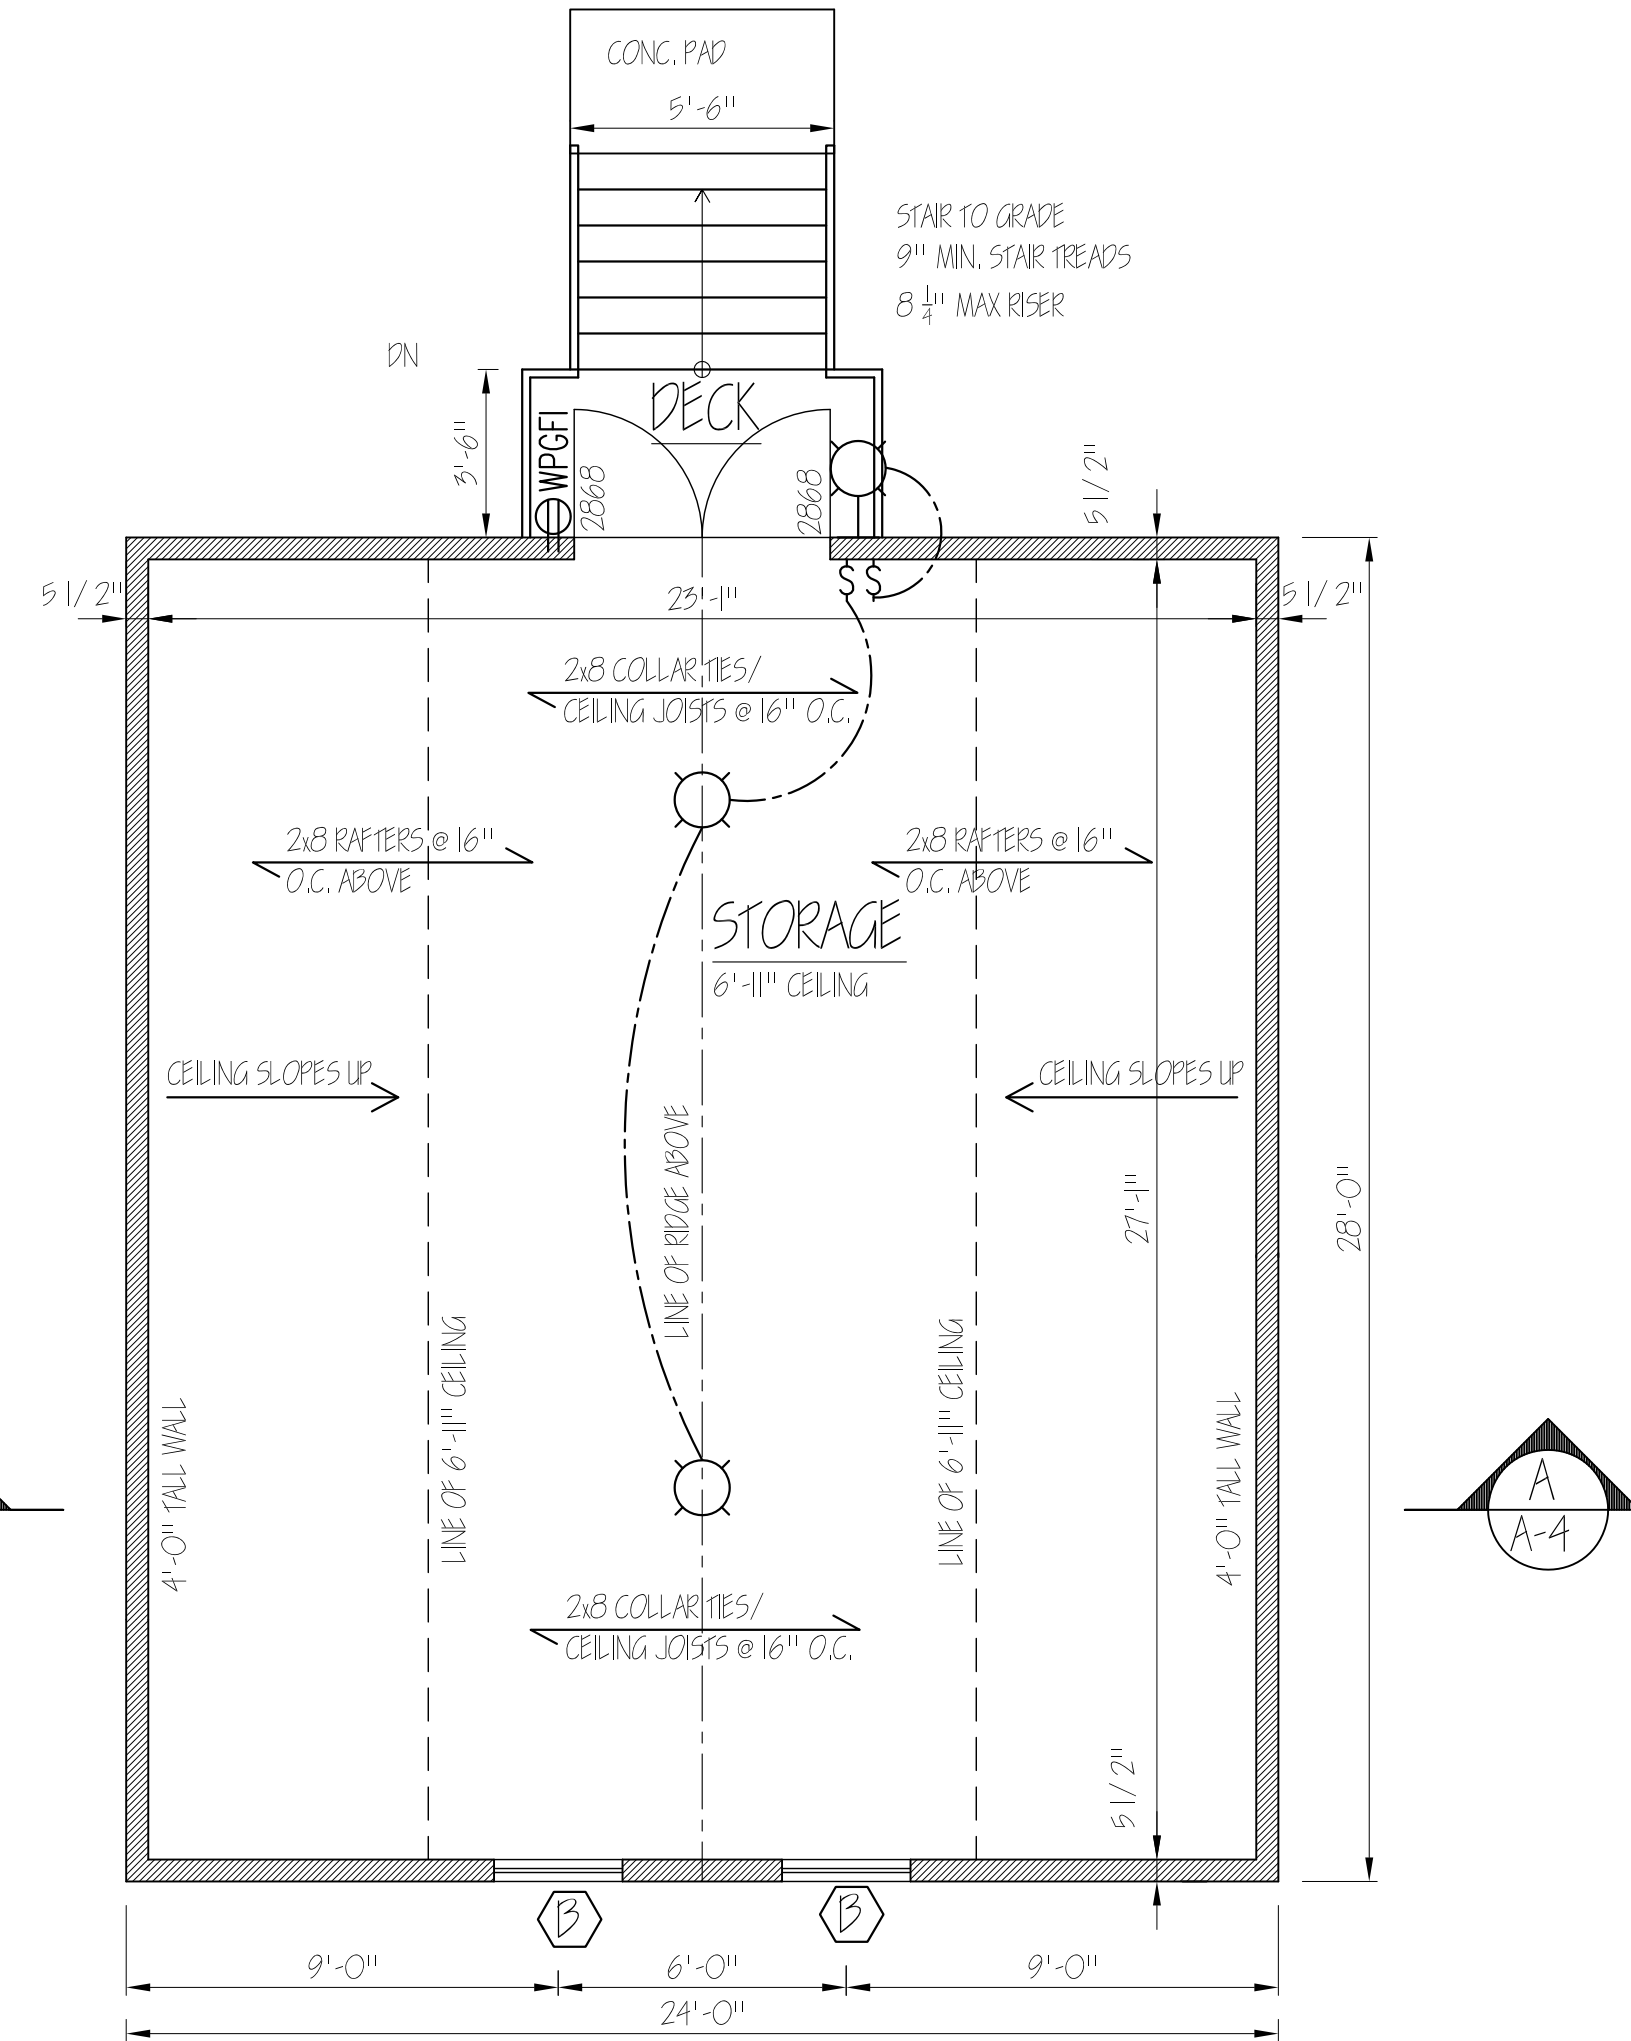 CONC. PAD
5'-6"
STAIR TO GRADE
9" MIN. STAIR TREADS
8 1/4" MAX RISER
DN
DECK
3'-6"
WPGFI
2868
2868
5 1/2"
5 1/2"
23'-1"
5 1/2"
S S
2x8 COLLAR TIES/
CEILING JOISTS @ 16" O.C.
2x8 RAFTERS @ 16"
O.C. ABOVE
2x8 RAFTERS @ 16"
O.C. ABOVE
STORAGE
6'-11" CEILING
CEILING SLOPES UP
CEILING SLOPES UP
LINE OF RIDGE ABOVE
27'-1"
28'-0"
4'-0" TALL WALL
LINE OF 6'-11" CEILING
LINE OF 6'-11" CEILING
4'-0" TALL WALL
A
A-4
2x8 COLLAR TIES/
CEILING JOISTS @ 16" O.C.
5 1/2"
B
B
9'-0"
6'-0"
9'-0"
24'-0"